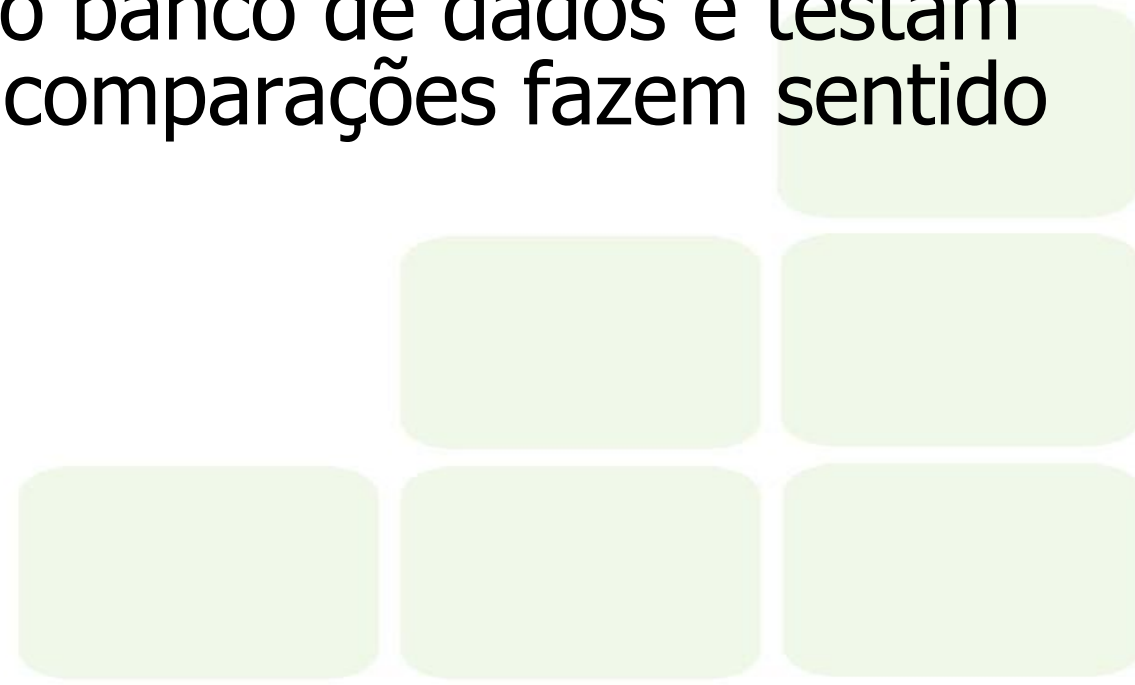 o banco de dados e testam
comparações fazem sentido